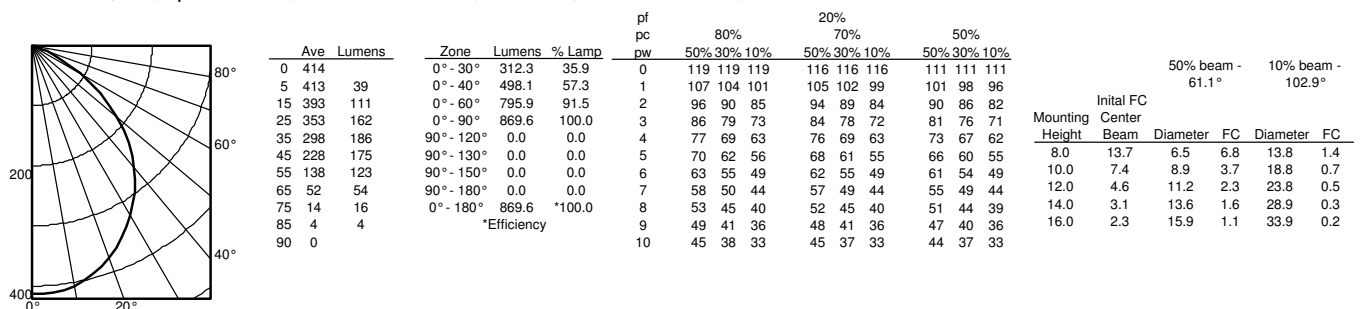 80°
60°
40°
200
400
0°
20°
Ave Lumens
0 414
5 413 39
15 393 111
25 353 162
35 298 186
45 228 175
55 138 123
65 52 54
75 14 16
85 4 4
90 0
Zone Lumens % Lamp
0°- 30° 312.3 35.9
0°- 40° 498.1 57.3
0°- 60° 795.9 91.5
0°- 90° 869.6 100.0
90°- 120° 0.0 0.0
90°- 130° 0.0 0.0
90°- 150° 0.0 0.0
90°- 180° 0.0 0.0
0°- 180° 869.6 *100.0
*Efficiency
pf 20%
pc 80% 70% 50%
pw 50% 30% 10% 50% 30% 10% 50% 30% 10%
0 119 119 119 116 116 116 111 111 111
1 107 104 101 105 102 99 101 98 96
2 96 90 85 94 89 84 90 86 82
3 86 79 73 84 78 72 81 76 71
4 77 69 63 76 69 63 73 67 62
5 70 62 56 68 61 55 66 60 55
6 63 55 49 62 55 49 61 54 49
7 58 50 44 57 49 44 55 49 44
8 53 45 40 52 45 40 51 44 39
9 49 41 36 48 41 36 47 40 36
10 45 38 33 45 37 33 44 37 33
50% beam - 10% beam -
61.1° 102.9°
Inital FC
Mounting Center
Height Beam Diameter FC Diameter FC
8.0 13.7 6.5 6.8 13.8 1.4
10.0 7.4 8.9 3.7 18.8 0.7
12.0 4.6 11.2 2.3 23.8 0.5
14.0 3.1 13.6 1.6 28.9 0.3
16.0 2.3 15.9 1.1 33.9 0.2